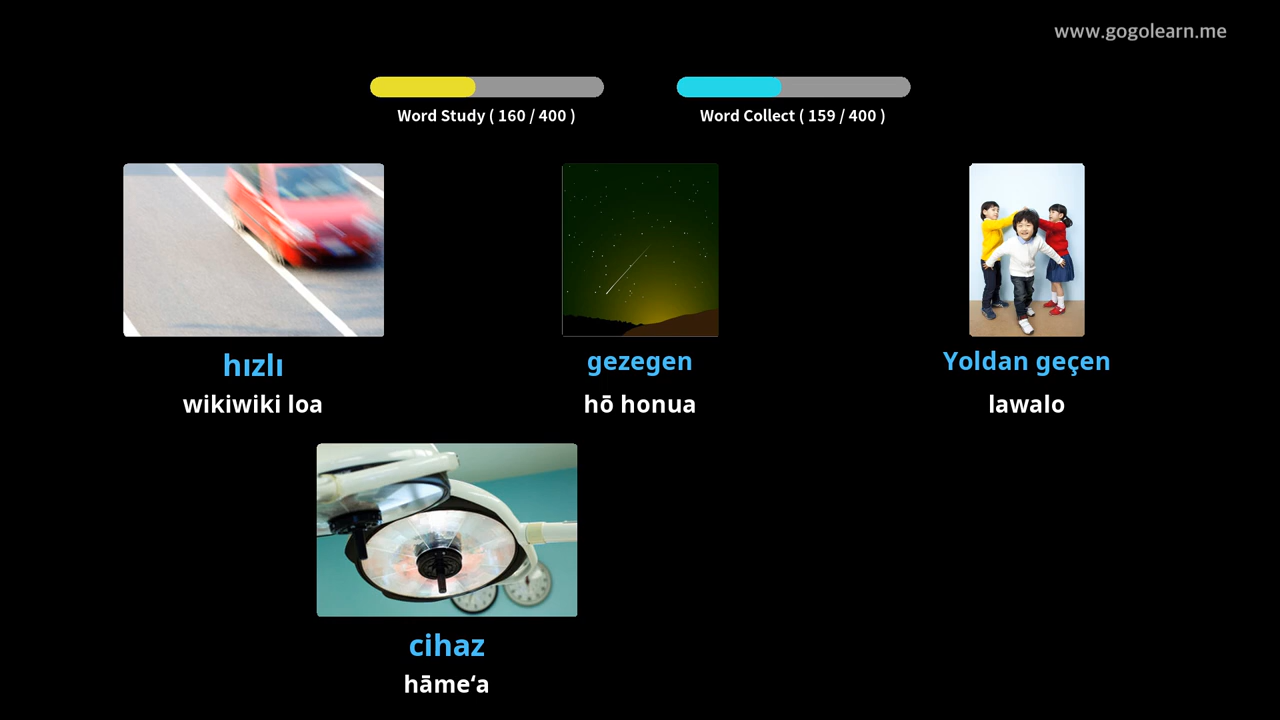 www.gogolearn.me
Word Study ( 160 / 400 )
Word Collect ( 159 / 400 )
hızlı
wikiwiki loa
gezegen
hō honua
Yoldan geçen
lawalo
cihaz
hāmeʻa